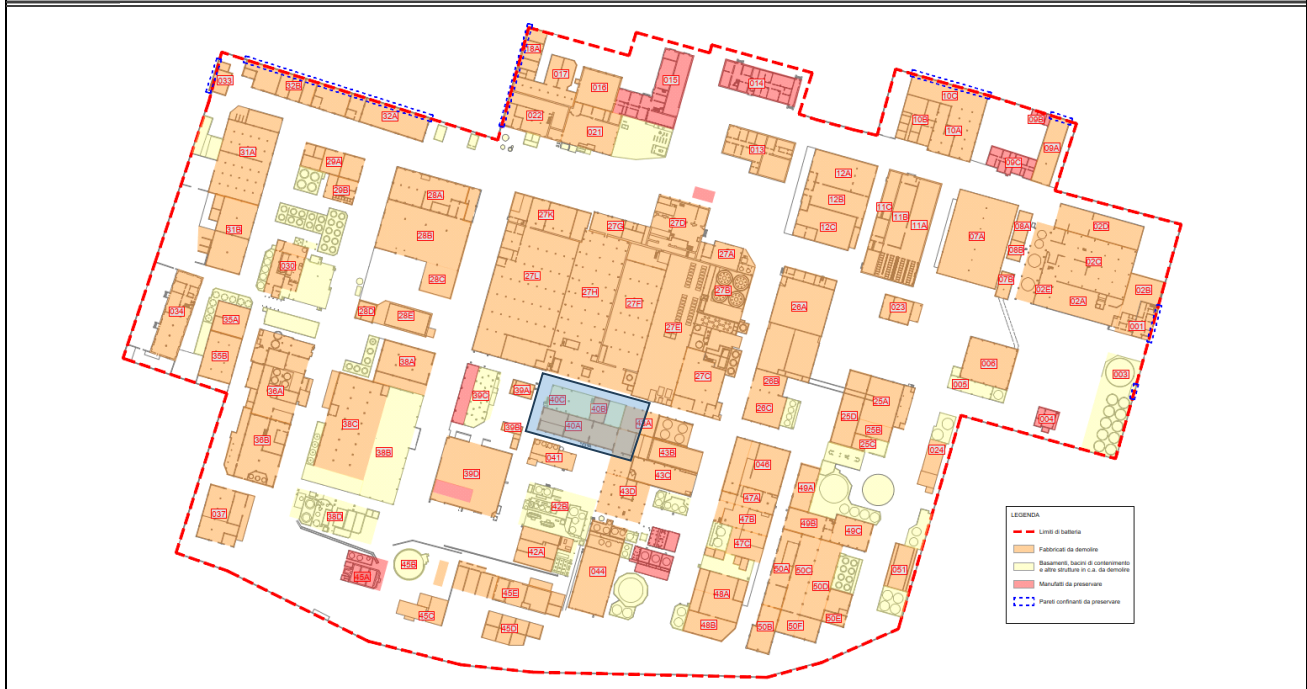 18A
033
32B
017
016
015
014
10C
32A
022
021
10B
10A
09B
09A
31A
013
29A
12A
09C
29B
28A
12B
11C
11B
11A
27K
27G
27D
12C
08A
02D
31B
28B
07A
27A
08B
030
02C
27L
28C
27H
27F
27B
07B
02E
02A
02B
034
28D
28E
26A
023
001
35A
27E
35B
38A
006
27C
003
36A
39C
39A
26B
005
40C
40B
26C
25A
38C
39B
40A
43A
25D
25B
004
36B
38B
041
43B
25C
024
39D
43C
046
49A
43D
47A
037
38D
42B
47B
49B
49C
47C
LEGENDA
Limiti di batteria
Fabbricati da demolire
Basamenti, bacini di contenimento
e altre strutture in c.a. da demolire
Manufatti da preservare
Pareti confinanti da preservare
42A
45B
45A
044
50A
50C
051
50D
45E
48A
45C
50E
45D
48B
50B
50F